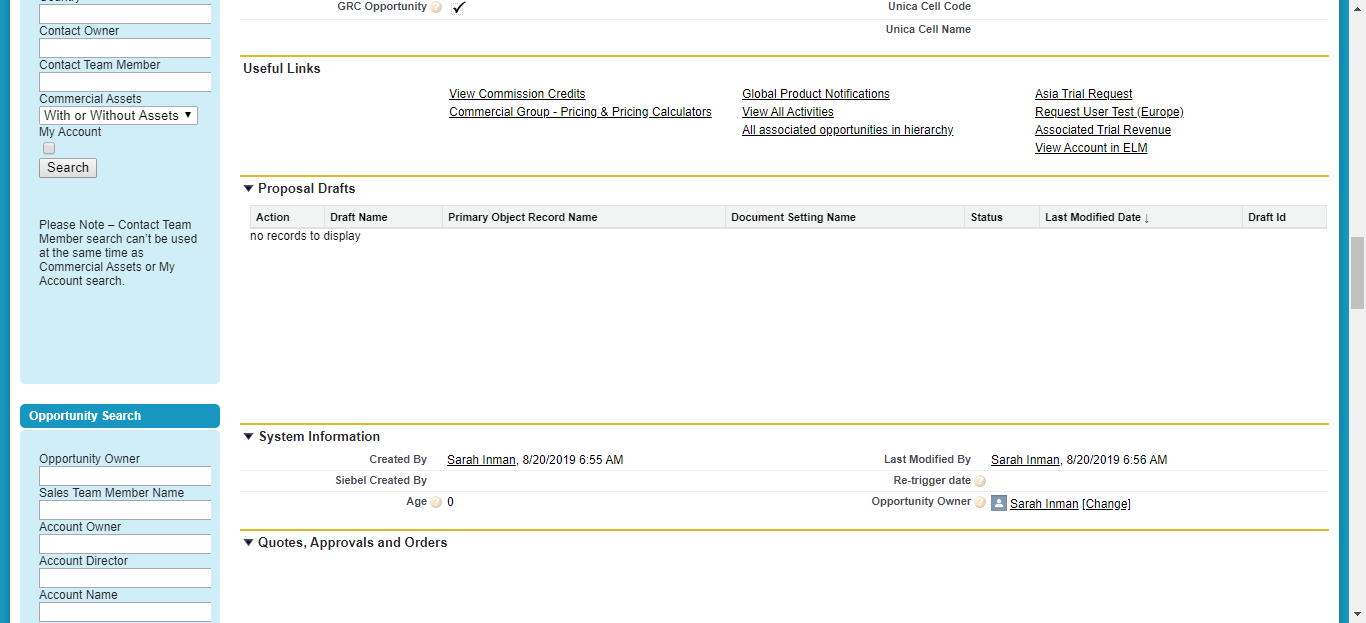 Country
Contact Owner
Contact Team Member
Commercial Assets
With or Without Assets
My Account
Search
Please Note – Contact Team
Member search can't be used
at the same time as
Commercial Assets or My
Account search.
Opportunity Search
Opportunity Owner
Sales Team Member Name
Account Owner
Account Director
Account Name
GRC Opportunity ? Unica Cell Code
Unica Cell Name
Useful Links
View Commission Credits Global Product Notifications Asia Trial Request
Commercial Group - Pricing & Pricing Calculators View All Activities Request User Test (Europe)
All associated opportunities in hierarchy Associated Trial Revenue
View Account in ELM
Proposal Drafts
Action Draft Name Primary Object Record Name Document Setting Name Status Last Modified Date ↓ Draft Id
no records to display
System Information
Created By Sarah Inman, 8/20/2019 6:55 AM Last Modified By Sarah Inman, 8/20/2019 6:56 AM
Siebel Created By Re-trigger date ?
Age ? 0 Opportunity Owner ? Sarah Inman [Change]
Quotes, Approvals and Orders